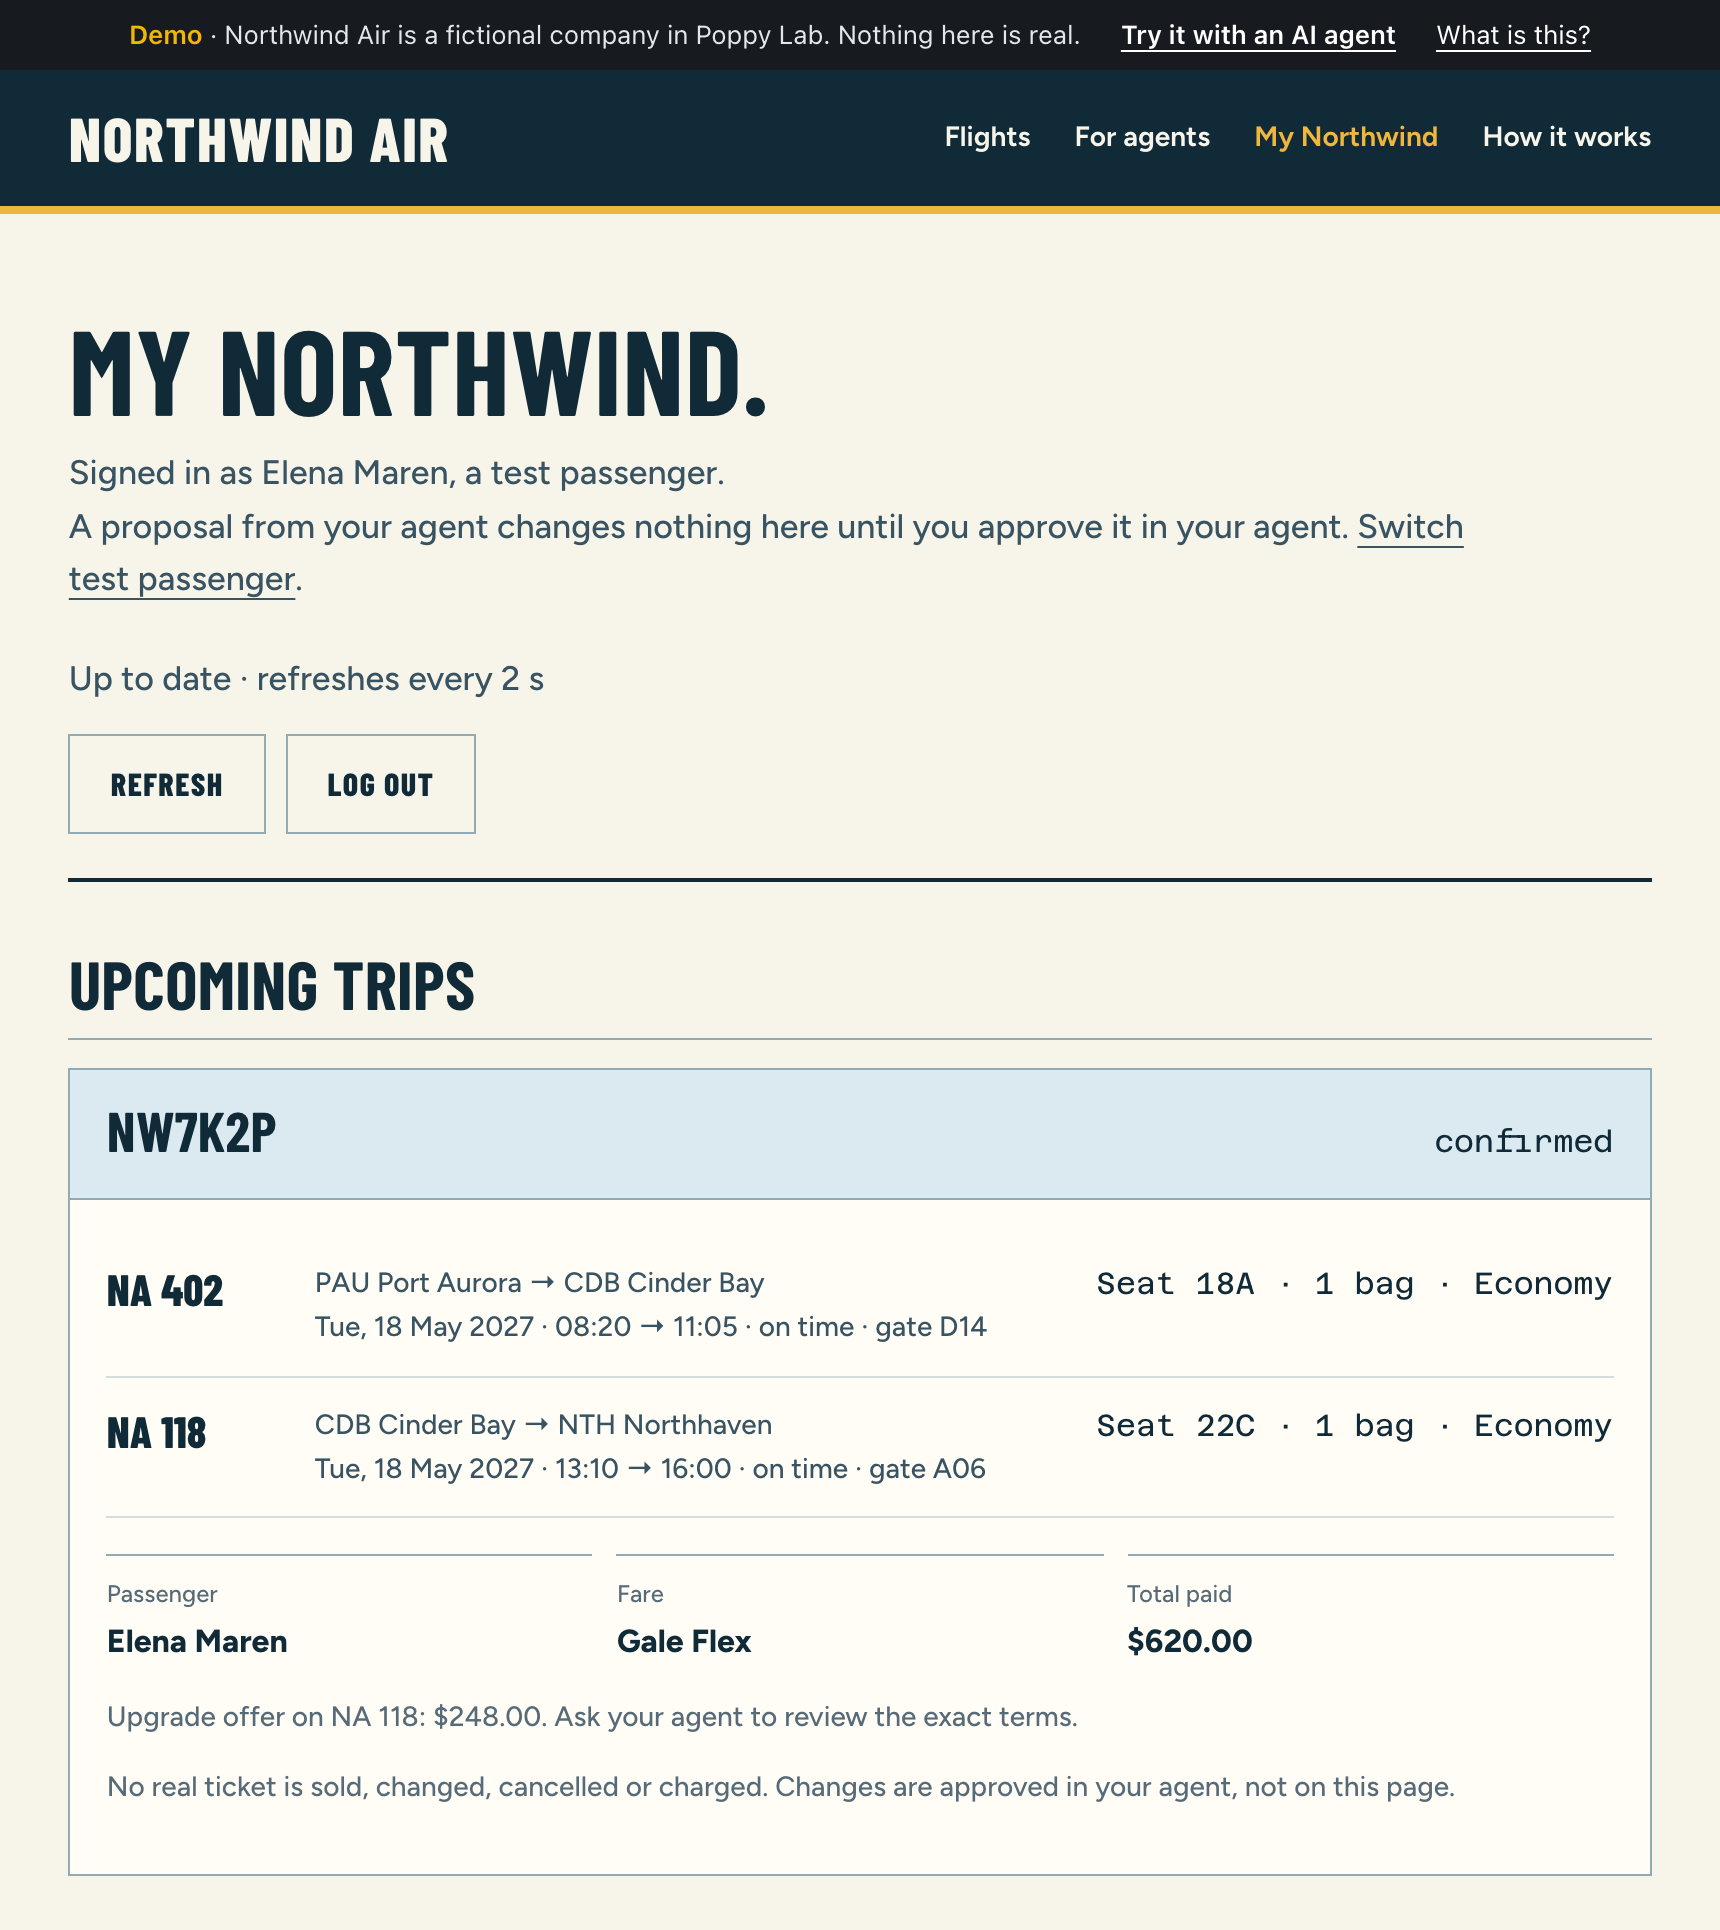 Demo · Northwind Air is a fictional company in Poppy Lab. Nothing here is real. Try it with an AI agent What is this?
NORTHWIND AIR Flights For agents My Northwind How it works
MY NORTHWIND.
Signed in as Elena Maren, a test passenger.
A proposal from your agent changes nothing here until you approve it in your agent. Switch
test passenger.
Up to date · refreshes every 2 s
REFRESH LOG OUT
UPCOMING TRIPS
NW7K2P confirmed
NA 402 PAU Port Aurora → CDB Cinder Bay Seat 18A · 1 bag · Economy
Tue, 18 May 2027 · 08:20 → 11:05 · on time · gate D14
NA 118 CDB Cinder Bay → NTH Northhaven Seat 22C · 1 bag · Economy
Tue, 18 May 2027 · 13:10 → 16:00 · on time · gate A06
Passenger Fare Total paid
Elena Maren Gale Flex $620.00
Upgrade offer on NA 118: $248.00. Ask your agent to review the exact terms.
No real ticket is sold, changed, cancelled or charged. Changes are approved in your agent, not on this page.